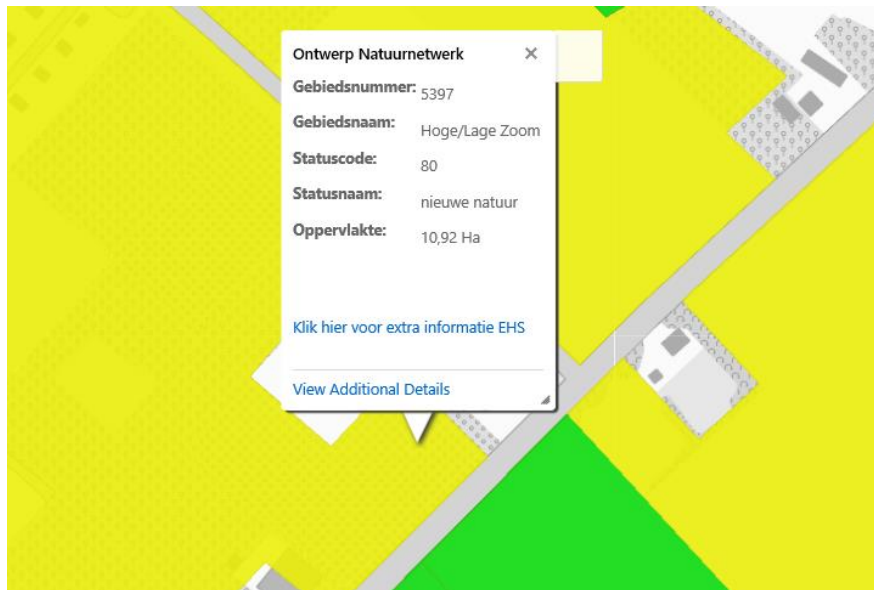 Ontwerp Natuurnetwerk
Gebiedsnummer: 5397
Gebiedsnaam: Hoge/Lage Zoom
Statuscode: 80
Statusnaam: nieuwe natuur
Oppervlakte: 10,92 Ha
Klik hier voor extra informatie EHS
View Additional Details